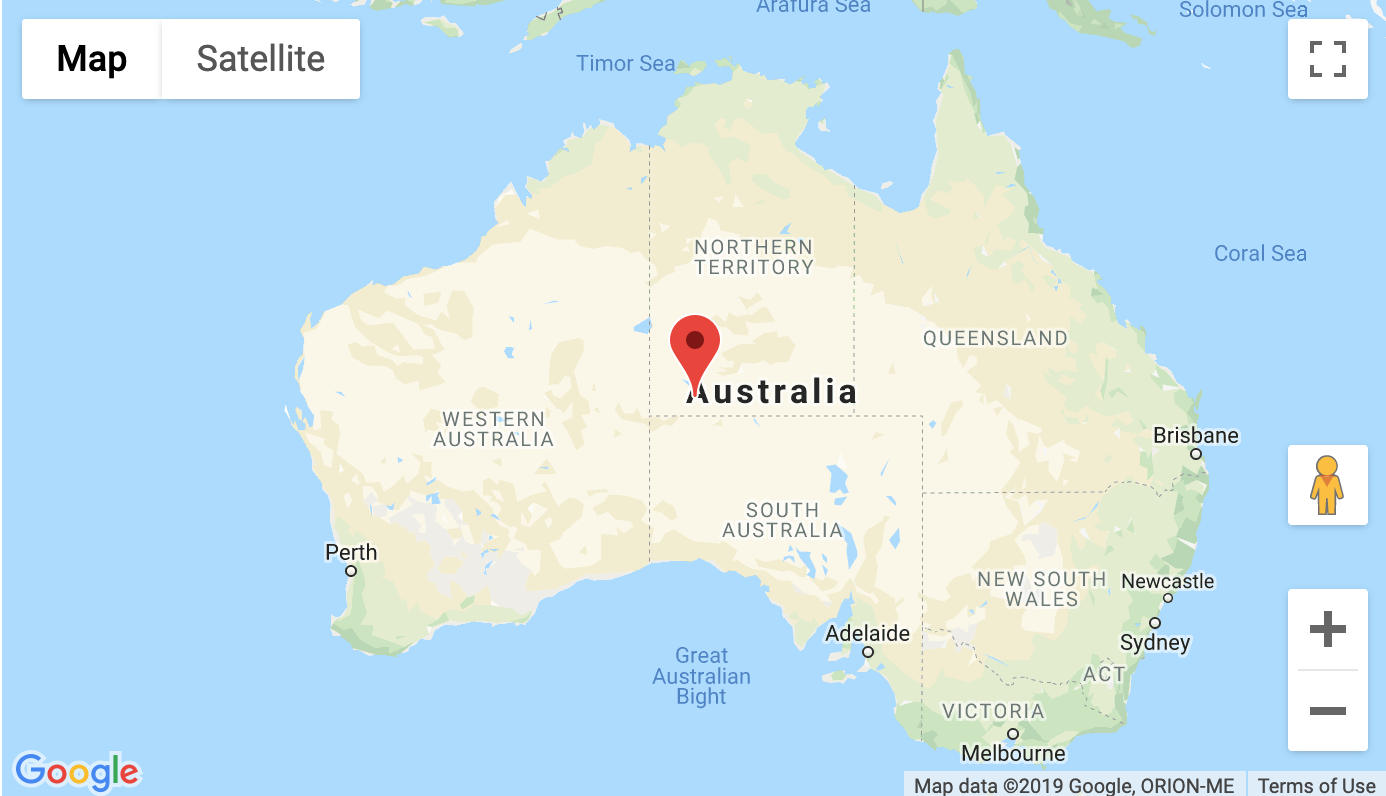 Arafura Sea
Solomon Sea
Map
Satellite
Timor Sea
NORTHERN
TERRITORY
Coral Sea
QUEENSLAND
Australia
WESTERN
AUSTRALIA
Brisbane
SOUTH
AUSTRALIA
Perth
NEW SOUTH
WALES
Newcastle
Adelaide
Sydney
Great
Australian
Bight
ACT
VICTORIA
Melbourne
Google
Map data ©2019 Google, ORION-ME
Terms of Use